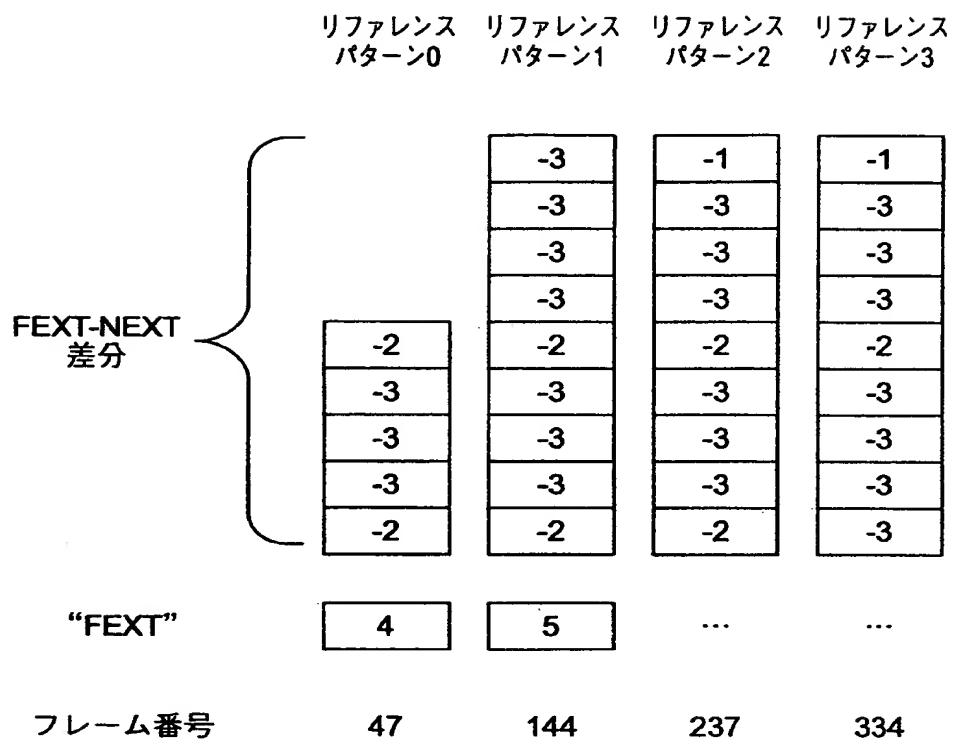 リファレンス リファレンス リファレンス リファレンス
パターン0 パターン1 パターン2 パターン3
-3 -1 -1
-3 -3 -3
-3 -3 -3
-3 -3 -3
FEXT-NEXT
差分
-2 -2 -2 -2
-3 -3 -3 -3
-3 -3 -3 -3
-3 -3 -3 -3
-2 -2 -2 -3
“FEXT” 4 5 ... ...
フレーム番号 47 144 237 334